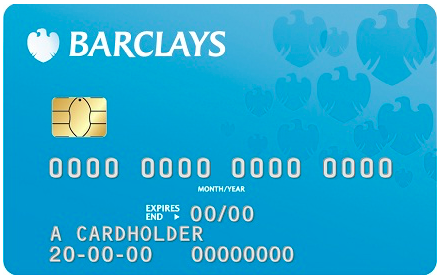 BARCLAYS
0000 0000 0000 0000
MONTH/YEAR
EXPIRES
END ► 00/00
A CARDHOLDER
20-00-00 00000000